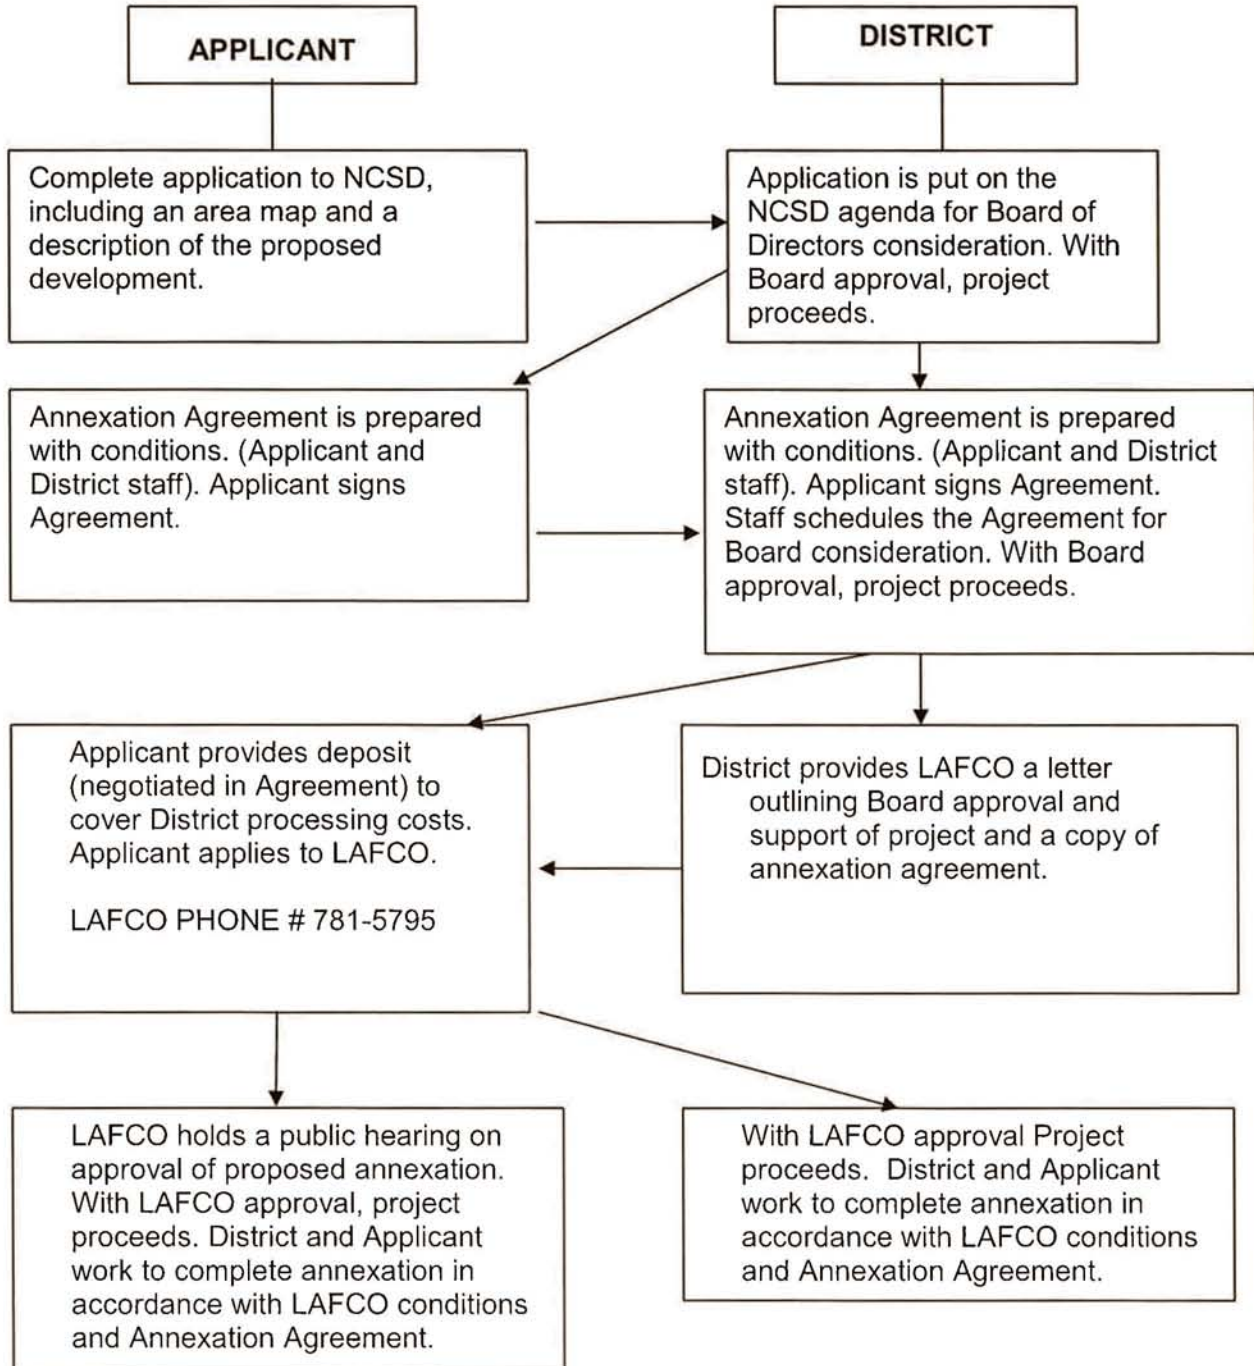 APPLICANT
DISTRICT
Complete application to NCSD,
including an area map and a
description of the proposed
development.
Application is put on the
NCSD agenda for Board of
Directors consideration. With
Board approval, project
proceeds.
Annexation Agreement is prepared
with conditions. (Applicant and
District staff). Applicant signs
Agreement.
Annexation Agreement is prepared
with conditions. (Applicant and District
staff). Applicant signs Agreement.
Staff schedules the Agreement for
Board consideration. With Board
approval, project proceeds.
Applicant provides deposit
(negotiated in Agreement) to
cover District processing costs.
Applicant applies to LAFCO.
LAFCO PHONE # 781-5795
District provides LAFCO a letter
outlining Board approval and
support of project and a copy of
annexation agreement.
LAFCO holds a public hearing on
approval of proposed annexation.
With LAFCO approval, project
proceeds. District and Applicant
work to complete annexation in
accordance with LAFCO conditions
and Annexation Agreement.
With LAFCO approval Project
proceeds. District and Applicant
work to complete annexation in
accordance with LAFCO conditions
and Annexation Agreement.